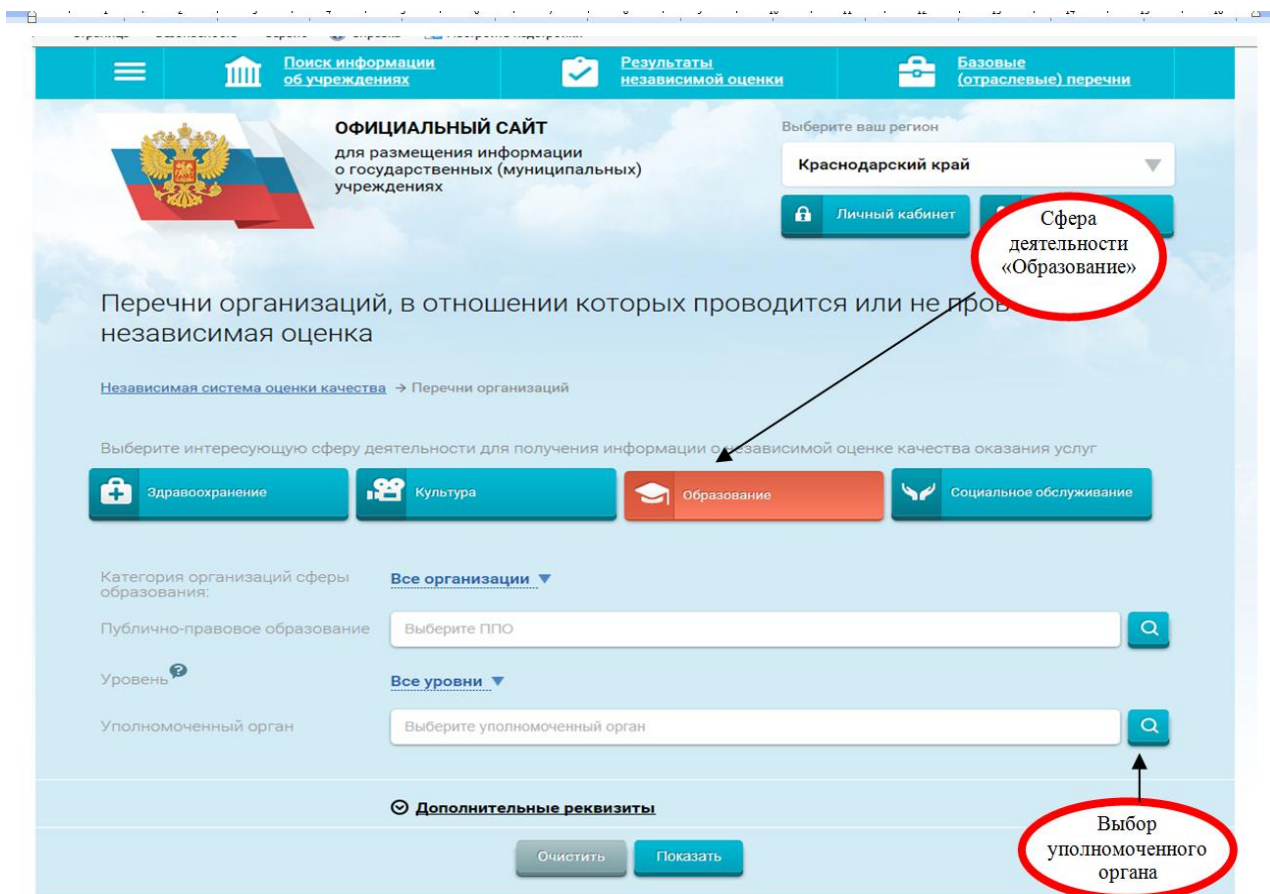 Поиск информации
об учреждениях
Результаты
независимой оценки
Базовые
(отраслевые) перечни
ОФИЦИАЛЬНЫЙ САЙТ
для размещения информации
о государственных (муниципальных)
учреждениях
Выберите ваш регион
Краснодарский край
Личный кабинет
Сфера
деятельности
«Образование»
Перечни организаций, в отношении которых проводится или не
независимая оценка
Независимая система оценки качества → Перечни организаций
Выберите интересующую сферу деятельности для получения информации о независимой оценке качества оказания услуг
Здравоохранение
Культура
Образование
Социальное обслуживание
Категория организаций сферы
образования:
Все организации
Публично-правовое образование
Выберите ППО
Уровень ?
Все уровни
Уполномоченный орган
Выберите уполномоченный орган
Дополнительные реквизиты
Очистить
Показать
Выбор
уполномоченного
органа